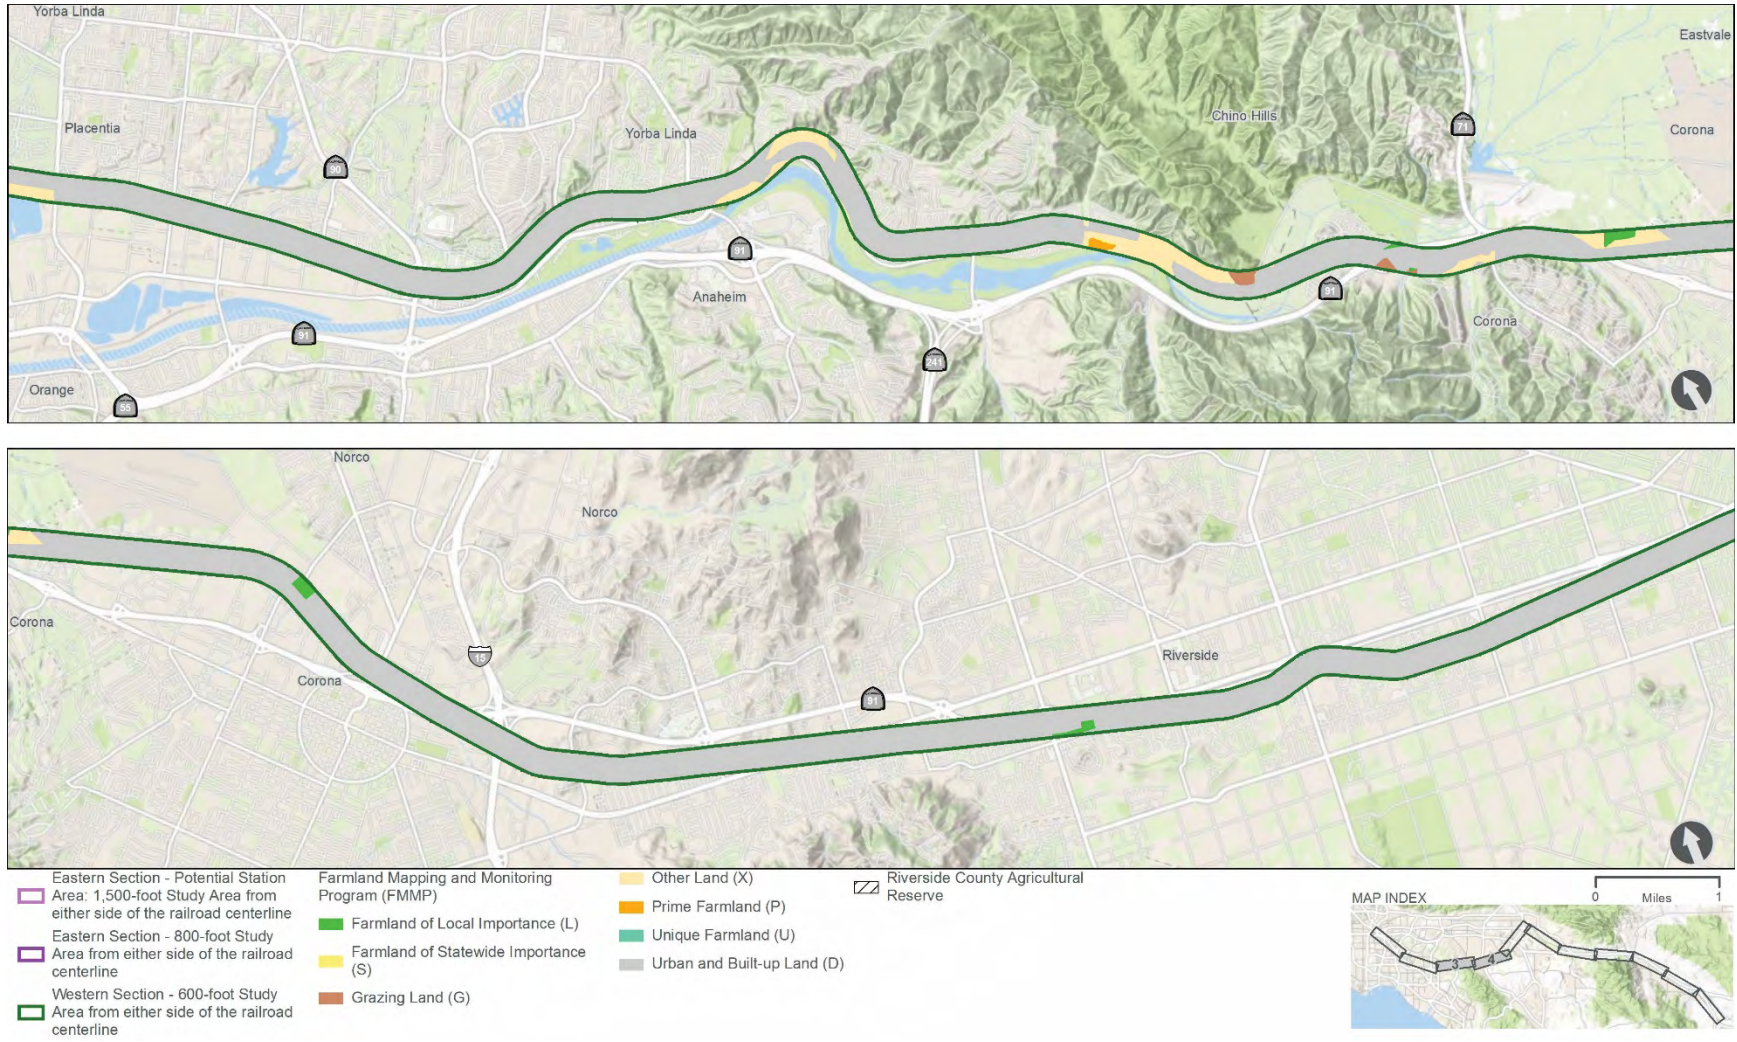 Yorba Linda
Eastvale
Placentia
90
Yorba Linda
Chino Hills
71
Corona
91
Anaheim
91
Corona
91
241
Orange
55
Norco
Norco
Corona
15
Corona
91
Riverside
Eastern Section - Potential Station
Area: 1,500-foot Study Area from
either side of the railroad centerline
Eastern Section - 800-foot Study
Area from either side of the railroad
centerline
Western Section - 600-foot Study
Area from either side of the railroad
centerline
Farmland Mapping and Monitoring
Program (FMMP)
Farmland of Local Importance (L)
Farmland of Statewide Importance
(S)
Grazing Land (G)
Other Land (X)
Prime Farmland (P)
Unique Farmland (U)
Urban and Built-up Land (D)
Riverside County Agricultural
Reserve
MAP INDEX
0 Miles 1
3
4